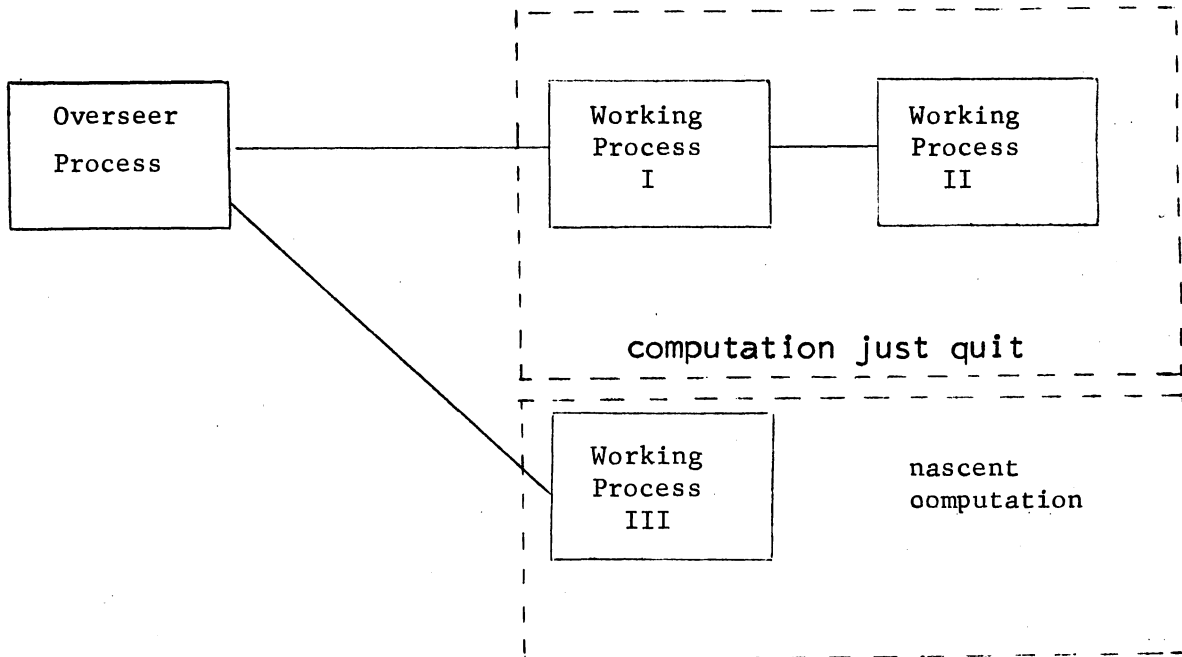 Overseer
Process
Working
Process
I
Working
Process
II
computation just quit
Working
Process
III
nascent
oomputation